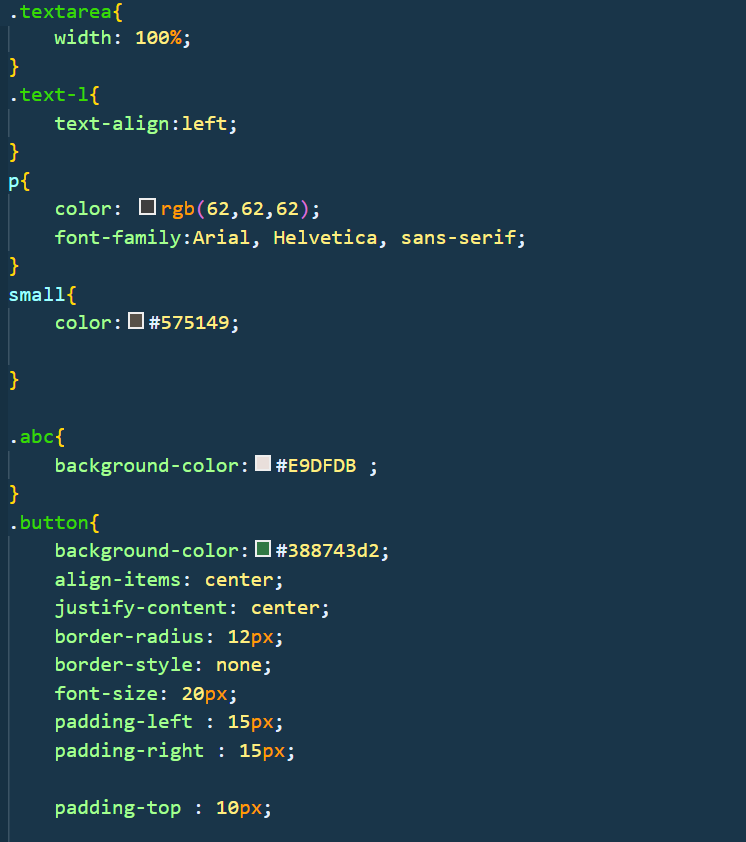 .textarea{
    width: 100%;
}
.text-l{
    text-align:left;
}
p{
    color: rgb(62,62,62);
    font-family:Arial, Helvetica, sans-serif;
}
small{
    color:#575149;

}

.abc{
    background-color:#E9DFDB ;
}
.button{
    background-color:#388743d2;
    align-items: center;
    justify-content: center;
    border-radius: 12px;
    border-style: none;
    font-size: 20px;
    padding-left : 15px;
    padding-right : 15px;

    padding-top : 10px;